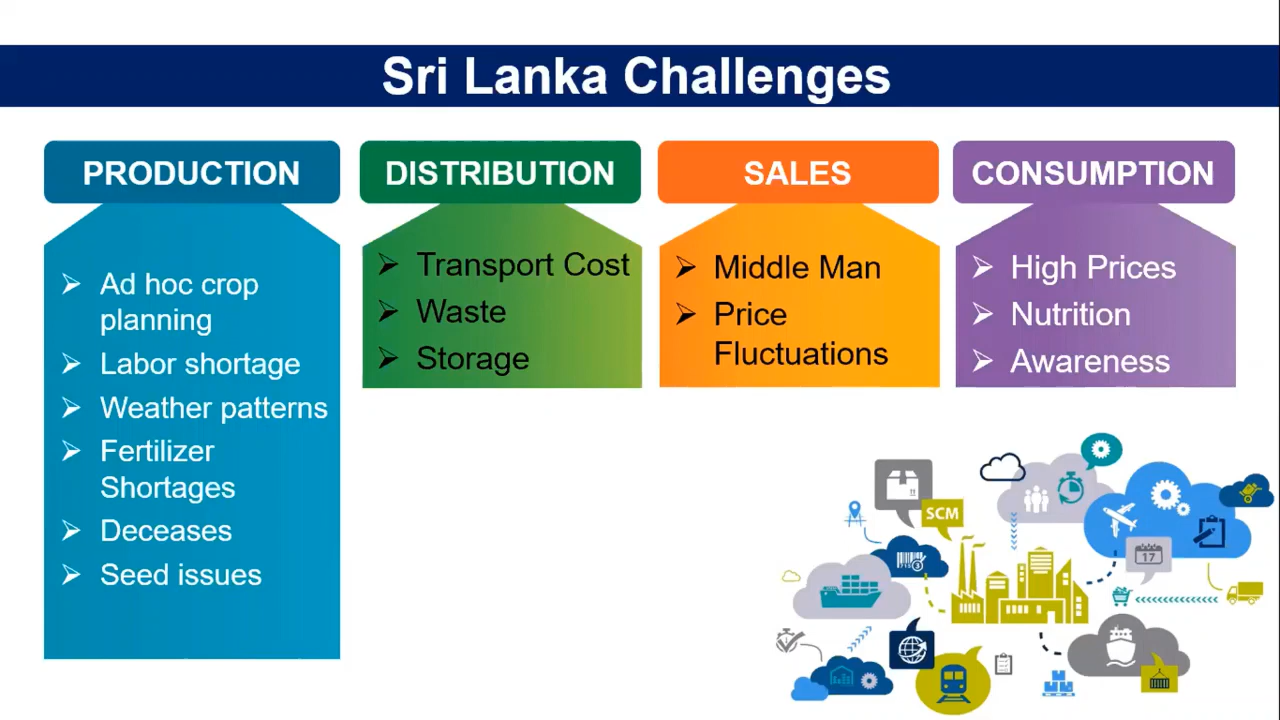 Sri Lanka Challenges
PRODUCTION
Ad hoc crop
planning
Labor shortage
Weather patterns
Fertilizer
Shortages
Deceases
Seed issues
DISTRIBUTION
Transport Cost
Waste
Storage
SALES
Middle Man
Price
Fluctuations
CONSUMPTION
High Prices
Nutrition
Awareness
SCM
17